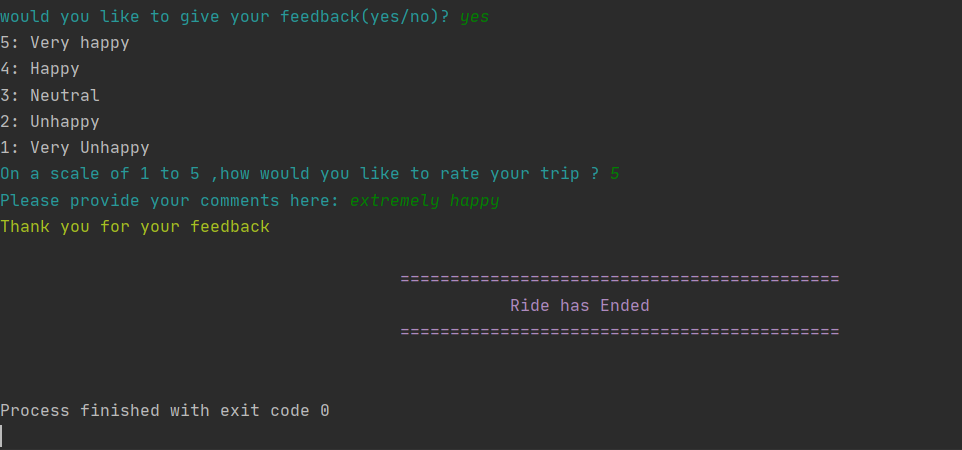 would you like to give your feedback(yes/no)? yes
5: Very happy
4: Happy
3: Neutral
2: Unhappy
1: Very Unhappy
On a scale of 1 to 5 ,how would you like to rate your trip ? 5
Please provide your comments here: extremely happy
Thank you for your feedback
============================================
Ride has Ended
============================================
Process finished with exit code 0